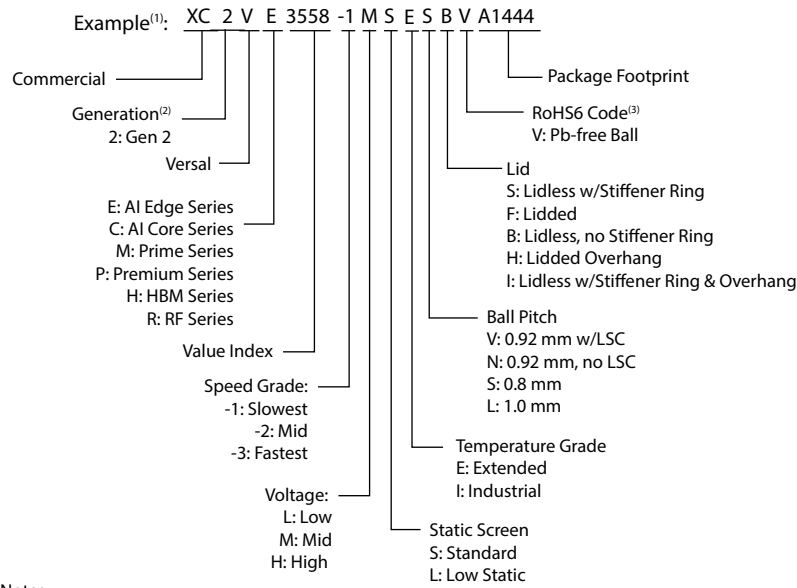 Example(1): XC 2 V E 3558 -1 M S E S B V A1444
Commercial
Package Footprint
Generation(2)
2: Gen 2
RoHS6 Code(3)
V: Pb-free Ball
Versal
Lid
S: Lidless w/Stiffener Ring
F: Lidded
B: Lidless, no Stiffener Ring
H: Lidded Overhang
I: Lidless w/Stiffener Ring & Overhang
E: AI Edge Series
C: AI Core Series
M: Prime Series
P: Premium Series
H: HBM Series
R: RF Series
Ball Pitch
V: 0.92 mm w/LSC
N: 0.92 mm, no LSC
S: 0.8 mm
L: 1.0 mm
Value Index
Speed Grade:
-1: Slowest
-2: Mid
-3: Fastest
Temperature Grade
E: Extended
I: Industrial
Voltage:
L: Low
M: Mid
H: High
Static Screen
S: Standard
L: Low Static